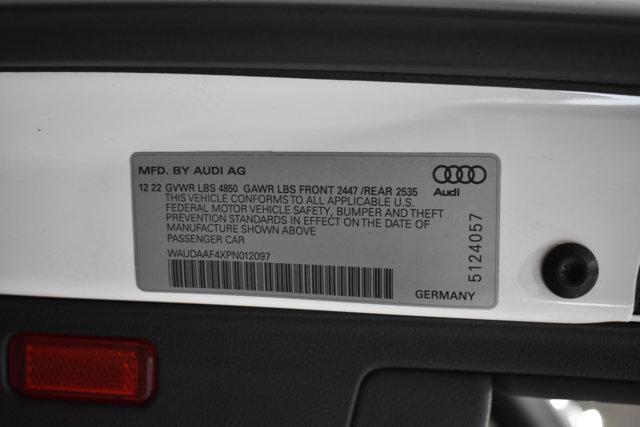 MFD. BY AUDI AG
12 22 GVWR LBS 4850 GAWR LBS FRONT 2447 /REAR 2535
THIS VEHICLE CONFORMS TO ALL APPLICABLE U.S.
FEDERAL MOTOR VEHICLE SAFETY, BUMPER AND THEFT
PREVENTION STANDARDS IN EFFECT ON THE DATE OF
MANUFACTURE SHOWN ABOVE
PASSENGER CAR
WAUDAAF4XPN012097
Audi
5124057
GERMANY